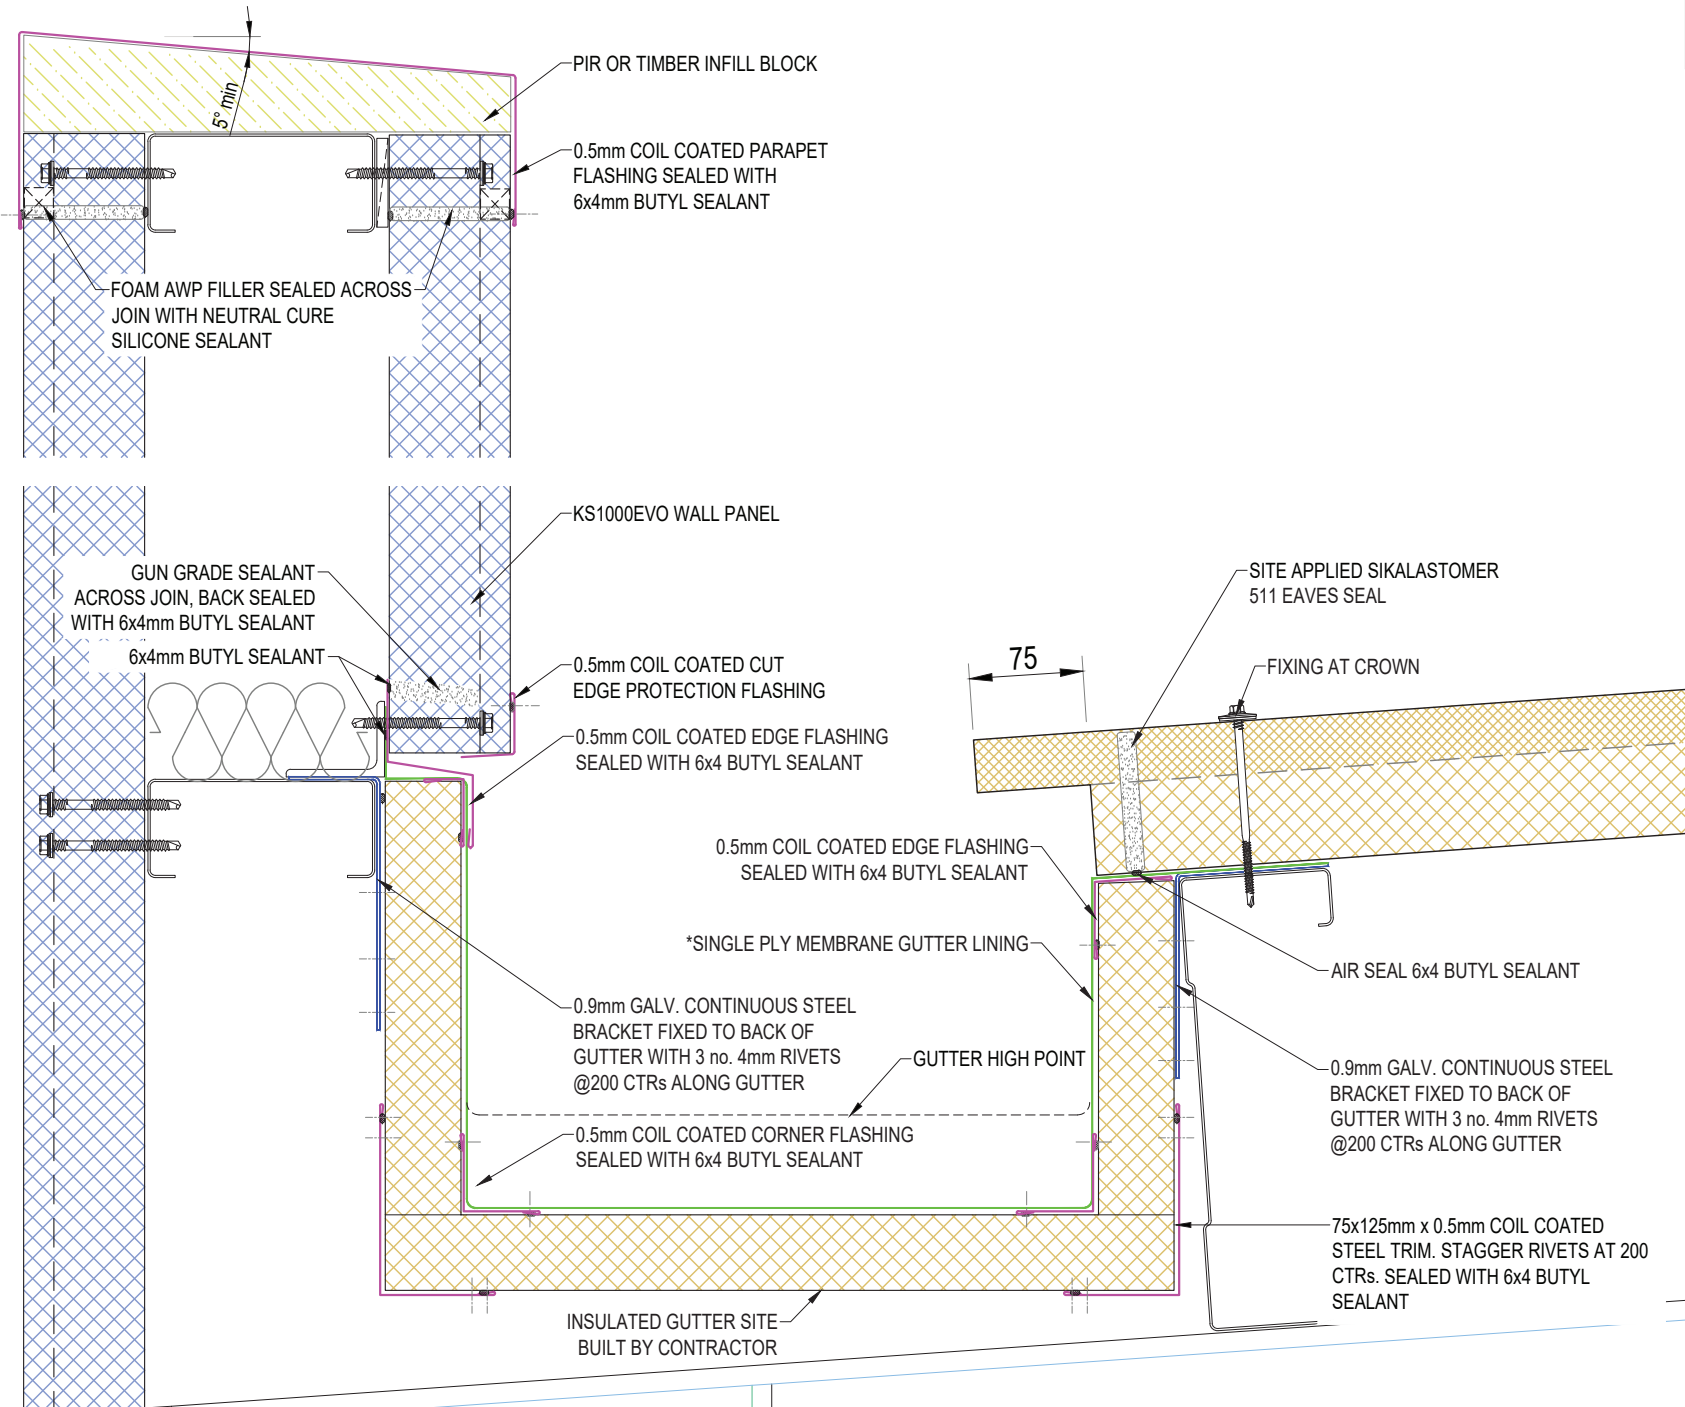 5° min
PIR OR TIMBER INFILL BLOCK
0.5mm COIL COATED PARAPET
FLASHING SEALED WITH
6x4mm BUTYL SEALANT
FOAM AWP FILLER SEALED ACROSS
JOIN WITH NEUTRAL CURE
SILICONE SEALANT
KS1000EVO WALL PANEL
GUN GRADE SEALANT
ACROSS JOIN, BACK SEALED
WITH 6x4mm BUTYL SEALANT
6x4mm BUTYL SEALANT
0.5mm COIL COATED CUT
EDGE PROTECTION FLASHING
0.5mm COIL COATED EDGE FLASHING
SEALED WITH 6x4 BUTYL SEALANT
SITE APPLIED SIKALASTOMER
511 EAVES SEAL
75
FIXING AT CROWN
0.5mm COIL COATED EDGE FLASHING
SEALED WITH 6x4 BUTYL SEALANT
*SINGLE PLY MEMBRANE GUTTER LINING
AIR SEAL 6x4 BUTYL SEALANT
0.9mm GALV. CONTINUOUS STEEL
BRACKET FIXED TO BACK OF
GUTTER WITH 3 no. 4mm RIVETS
@200 CTRs ALONG GUTTER
GUTTER HIGH POINT
0.9mm GALV. CONTINUOUS STEEL
BRACKET FIXED TO BACK OF
GUTTER WITH 3 no. 4mm RIVETS
@200 CTRs ALONG GUTTER
0.5mm COIL COATED CORNER FLASHING
SEALED WITH 6x4 BUTYL SEALANT
75x125mm x 0.5mm COIL COATED
STEEL TRIM. STAGGER RIVETS AT 200
CTRs. SEALED WITH 6x4 BUTYL
SEALANT
INSULATED GUTTER SITE
BUILT BY CONTRACTOR